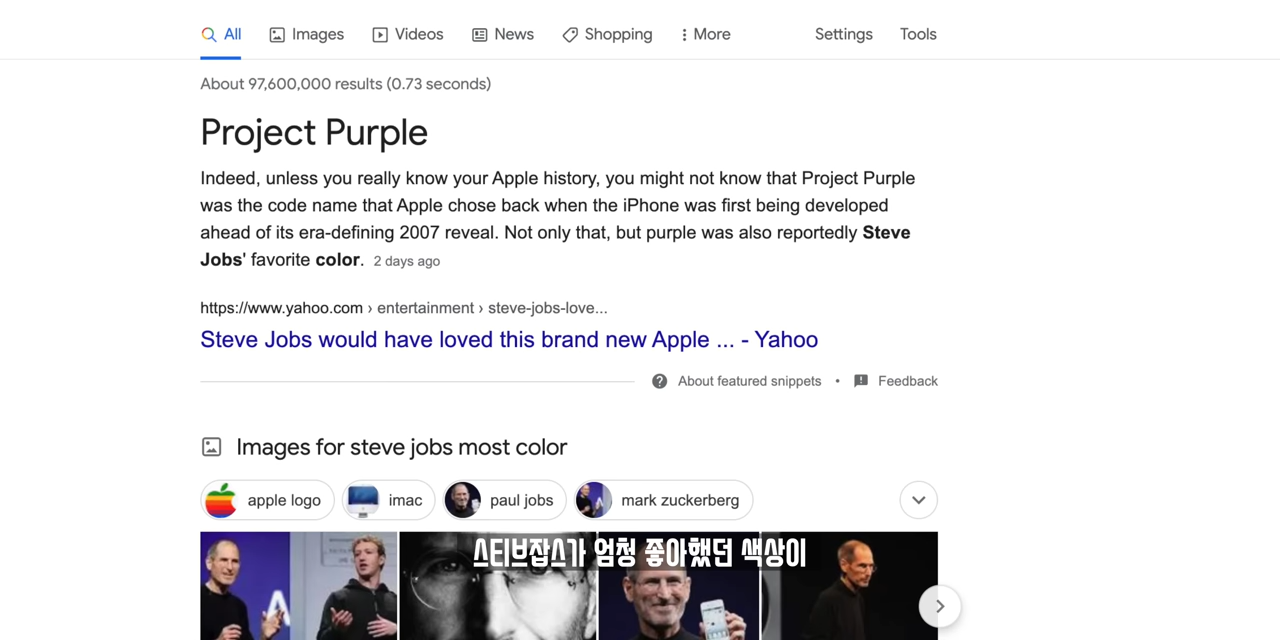 All
Images
Videos
News
Shopping
More
Settings
Tools
About 97,600,000 results (0.73 seconds)
Project Purple
Indeed, unless you really know your Apple history, you might not know that Project Purple
was the code name that Apple chose back when the iPhone was first being developed
ahead of its era-defining 2007 reveal. Not only that, but purple was also reportedly Steve
Jobs' favorite color. 2 days ago
https://www.yahoo.com › entertainment › steve-jobs-love...
Steve Jobs would have loved this brand new Apple ... - Yahoo
About featured snippets • Feedback
Images for steve jobs most color
apple logo
imac
paul jobs
mark zuckerberg
스티브잡스가 엄청 좋아했던 색상이